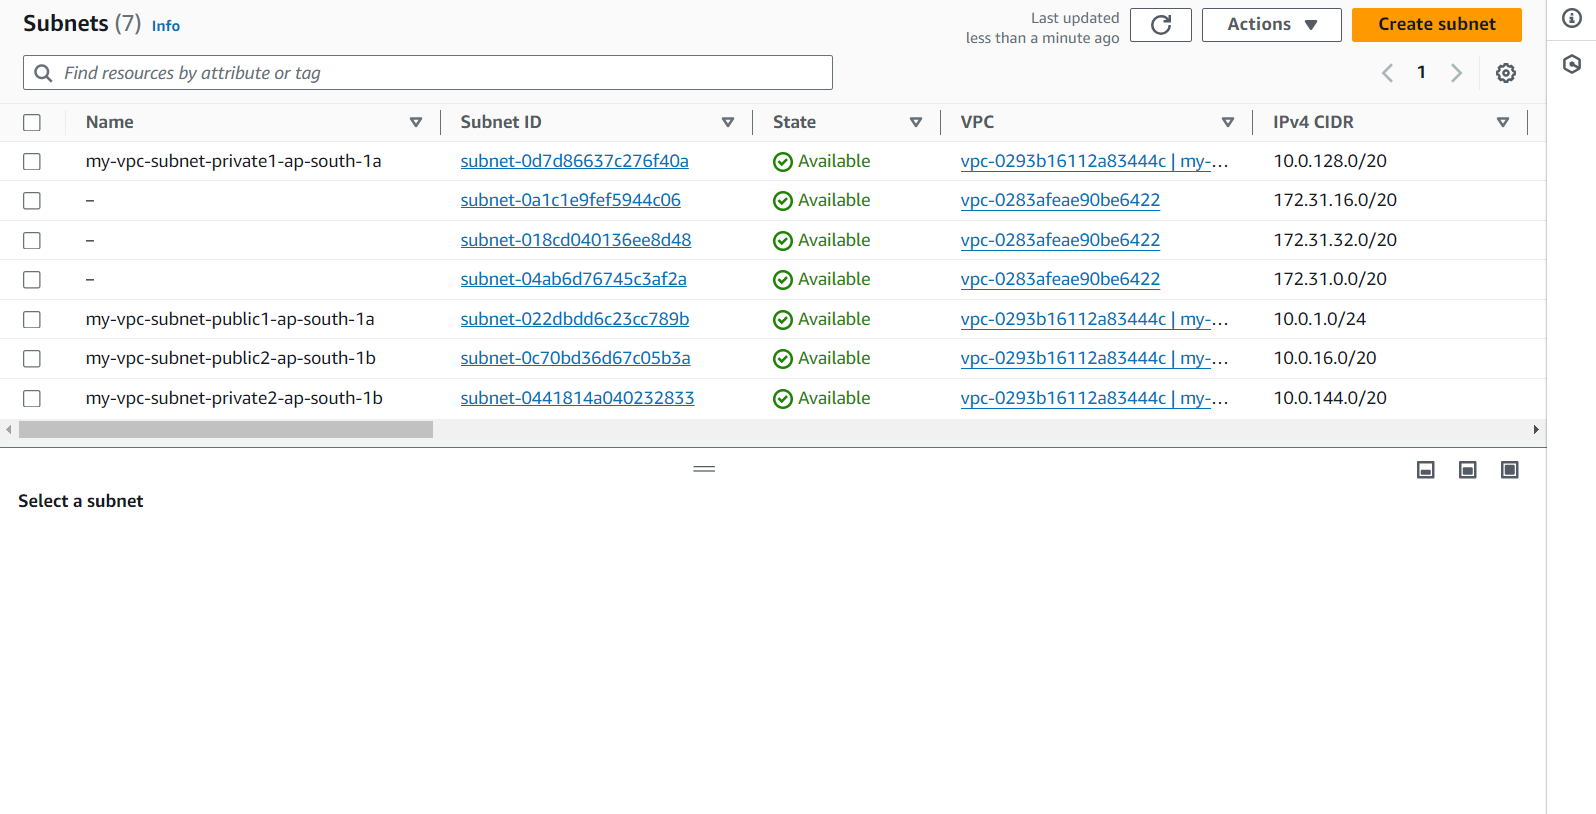 Subnets (7) Info
Last updated
less than a minute ago
Actions
Create subnet
Find resources by attribute or tag
1
Name Subnet ID State VPC IPv4 CIDR
my-vpc-subnet-private1-ap-south-1a subnet-0d7d86637c276f40a Available vpc-0293b16112a83444c | my-... 10.0.128.0/20
– subnet-0a1c1e9fef5944c06 Available vpc-0283afeae90be6422 172.31.16.0/20
– subnet-018cd040136ee8d48 Available vpc-0283afeae90be6422 172.31.32.0/20
– subnet-04ab6d76745c3af2a Available vpc-0283afeae90be6422 172.31.0.0/20
my-vpc-subnet-public1-ap-south-1a subnet-022dbdd6c23cc789b Available vpc-0293b16112a83444c | my-... 10.0.1.0/24
my-vpc-subnet-public2-ap-south-1b subnet-0c70bd36d67c05b3a Available vpc-0293b16112a83444c | my-... 10.0.16.0/20
my-vpc-subnet-private2-ap-south-1b subnet-0441814a040232833 Available vpc-0293b16112a83444c | my-... 10.0.144.0/20
Select a subnet